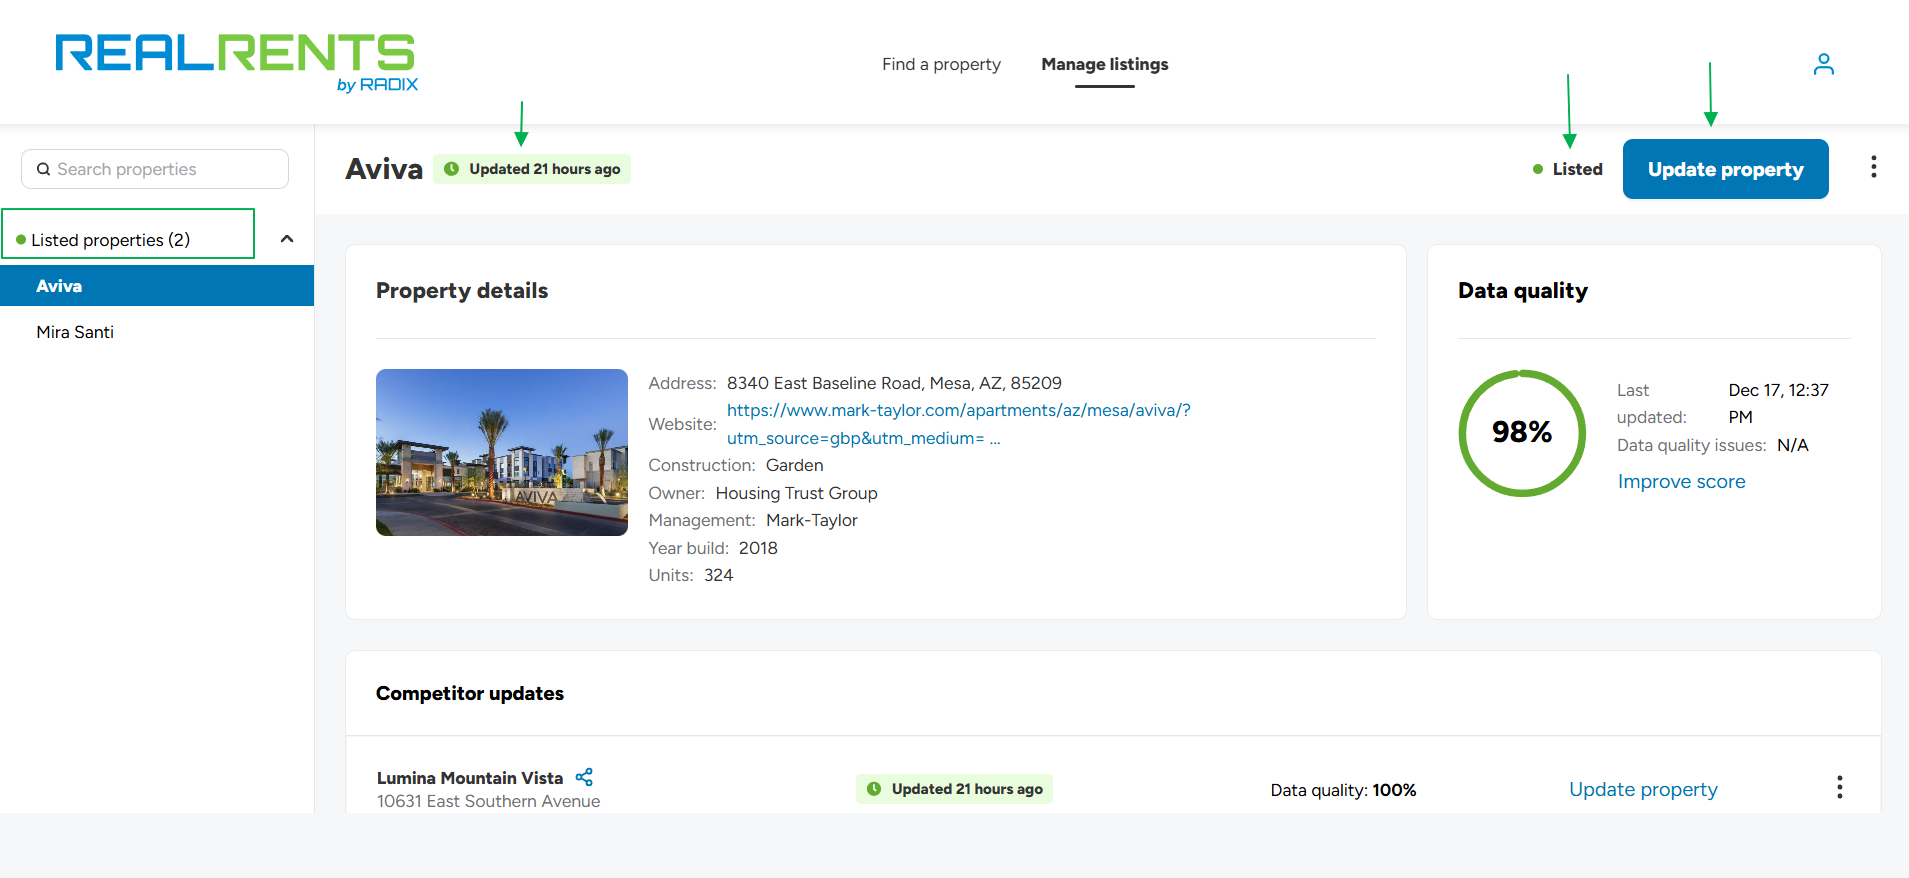 REALRENTS
by RADIX
Find a property
Manage listings
Search properties
Listed properties (2)
Aviva
Mira Santi
Aviva
Updated 21 hours ago
Listed
Update property
Property details
AVIVA
Address: 8340 East Baseline Road, Mesa, AZ, 85209
Website: https://www.mark-taylor.com/apartments/az/mesa/aviva/?
utm_source=gbp&utm_medium= ...
Construction: Garden
Owner: Housing Trust Group
Management: Mark-Taylor
Year build: 2018
Units: 324
Data quality
98%
Last updated: Dec 17, 12:37 PM
Data quality issues: N/A
Improve score
Competitor updates
Lumina Mountain Vista
10631 East Southern Avenue
Updated 21 hours ago
Data quality: 100%
Update property